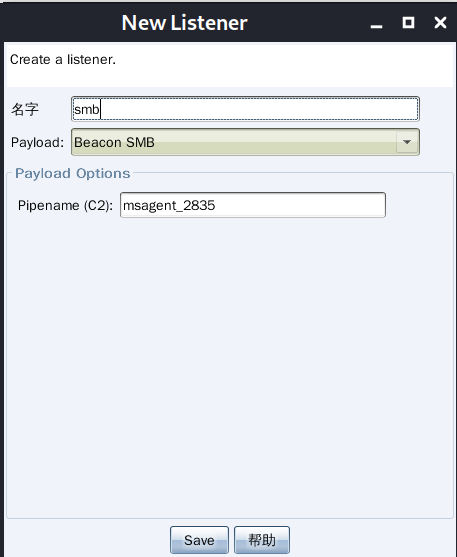 New Listener
Create a listener.
名字 smb
Payload: Beacon SMB
Payload Options
Pipename (C2): msagent_2835
Save 帮助